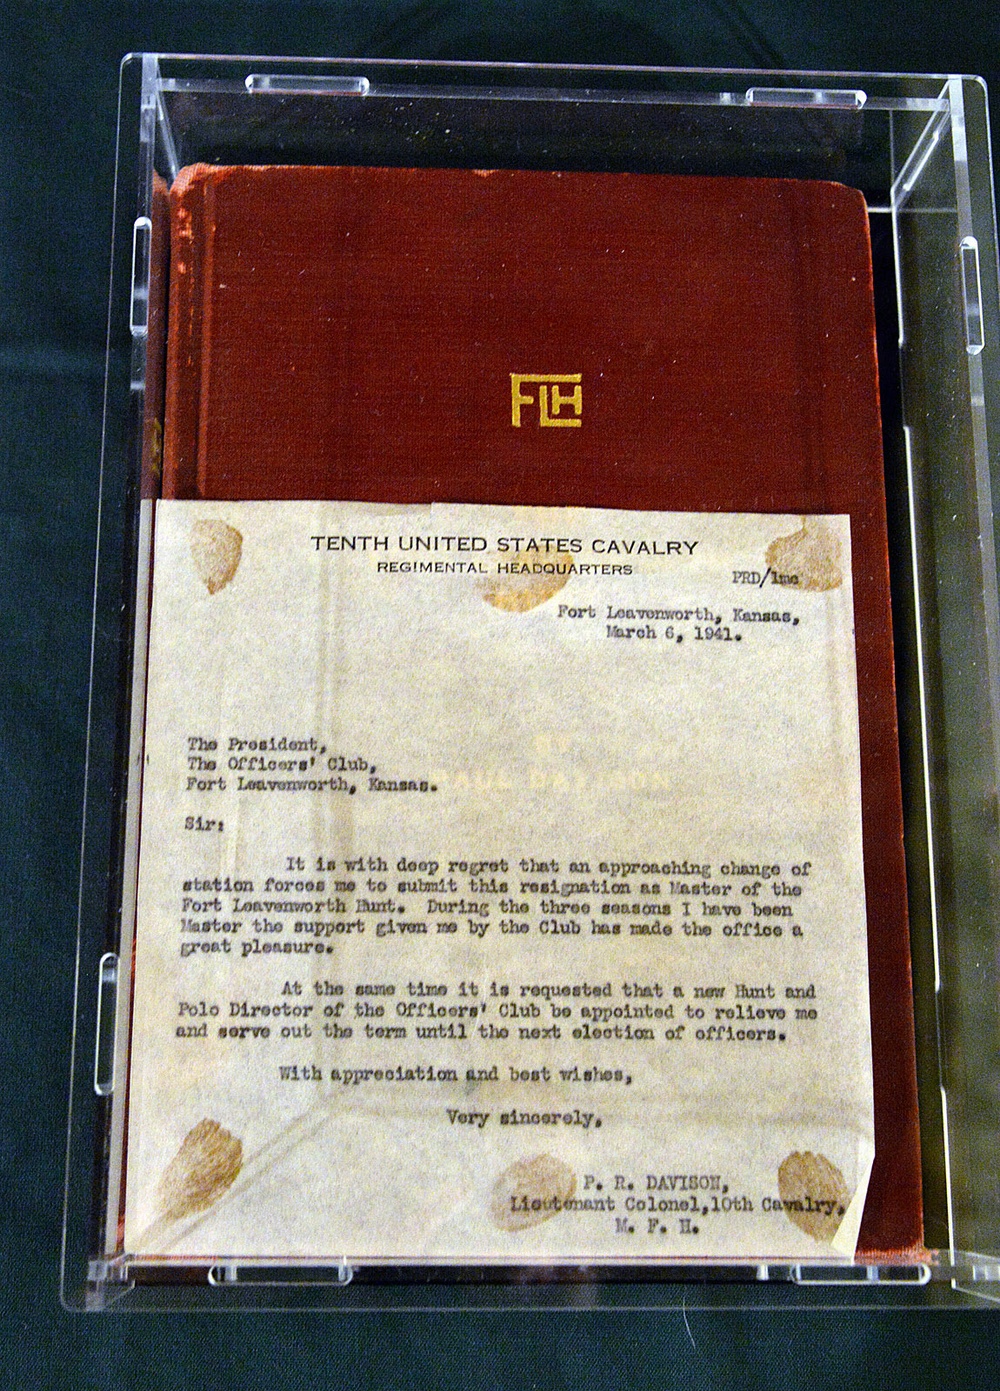 FLH
TENTH UNITED STATES CAVALRY
REGIMENTAL HEADQUARTERS
PRD/lmc
Fort Leavenworth, Kansas,
March 6, 1941.
The President,
The Officers' Club,
Fort Leavenworth, Kansas.
Sir:
It is with deep regret that an approaching change of
station forces me to submit this resignation as Master of the
Fort Leavenworth Hunt. During the three seasons I have been
Master the support given me by the Club has made the office a
great pleasure.
At the same time it is requested that a new Hunt and
Polo Director of the Officers' Club be appointed to relieve me
and serve out the term until the next election of officers.
With appreciation and best wishes,
Very sincerely,
P. R. DAVISON,
Lieutenant Colonel,10th Cavalry,
M. F. H.